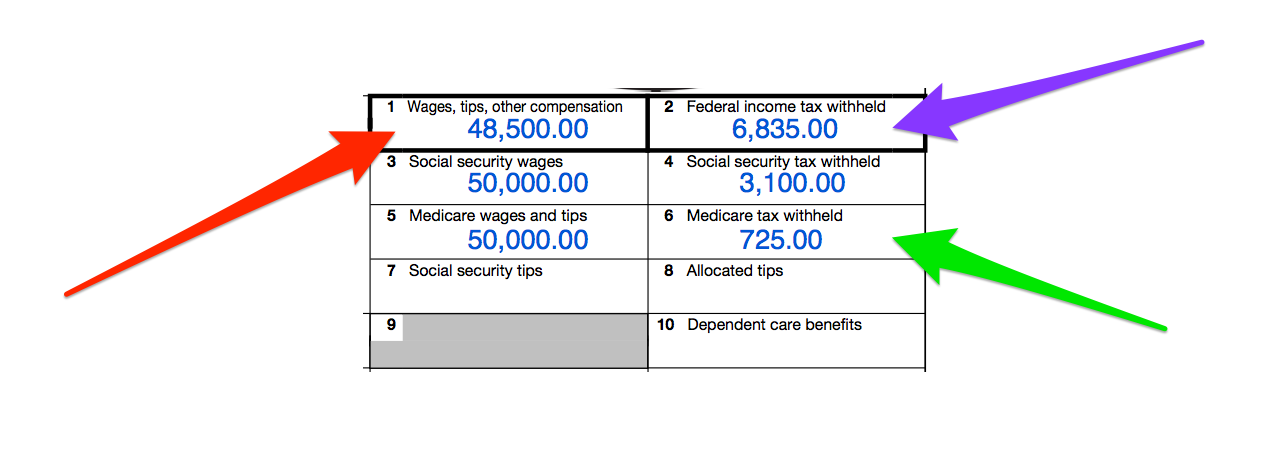 1 Wages, tips, other compensation
48,500.00
2 Federal income tax withheld
6,835.00
3 Social security wages
50,000.00
4 Social security tax withheld
3,100.00
5 Medicare wages and tips
50,000.00
6 Medicare tax withheld
725.00
7 Social security tips
8 Allocated tips
9
10 Dependent care benefits